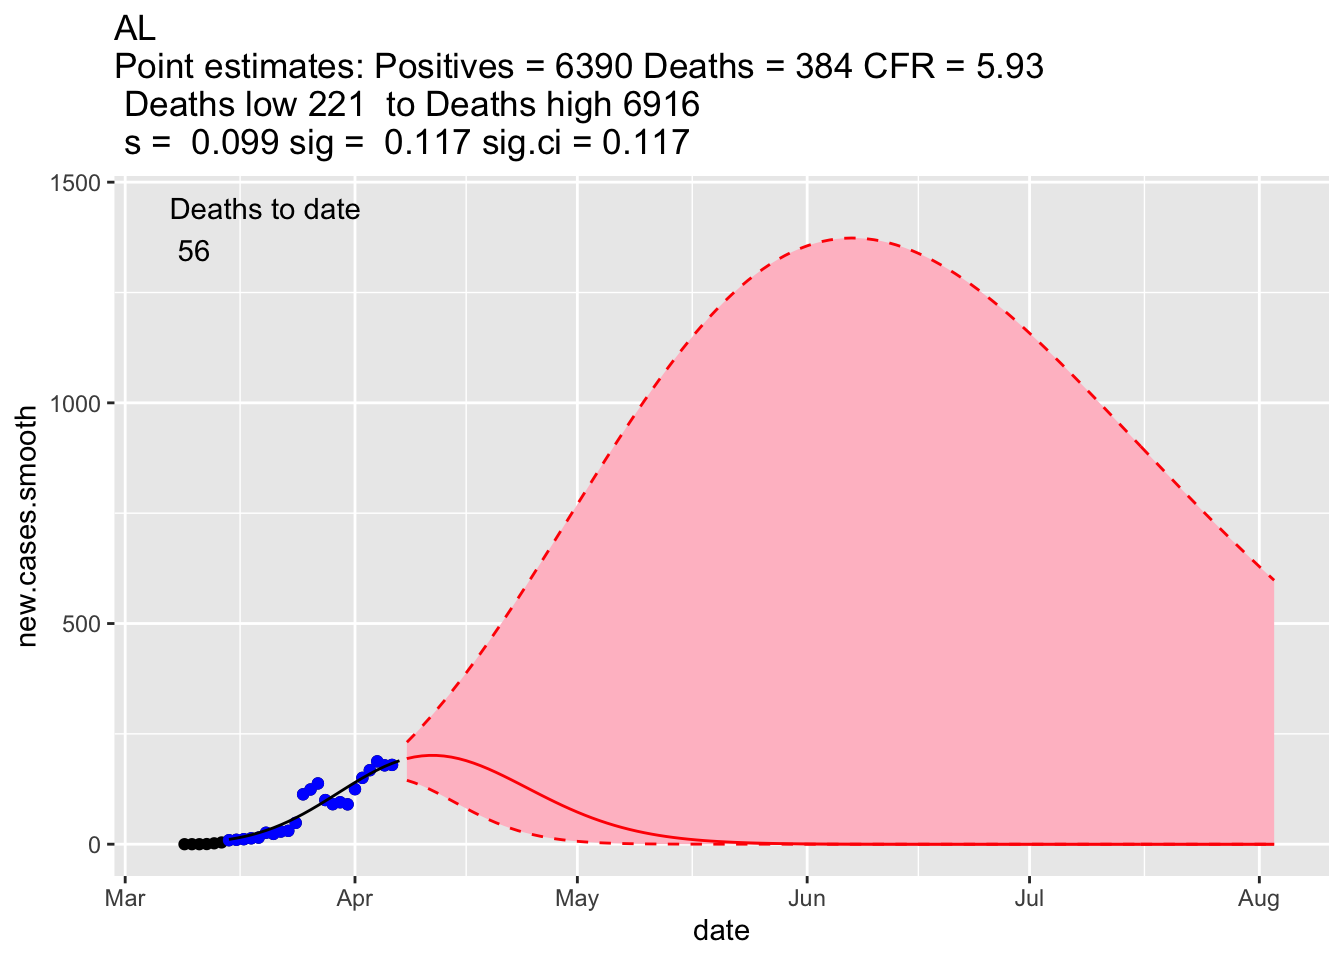 AL
Point estimates: Positives = 6390 Deaths = 384 CFR = 5.93
Deaths low 221  to Deaths high 6916
s =  0.099 sig =  0.117 sig.ci = 0.117
1500
Deaths to date
56
1000
new.cases.smooth
500
0
Mar Apr May Jun Jul Aug
date